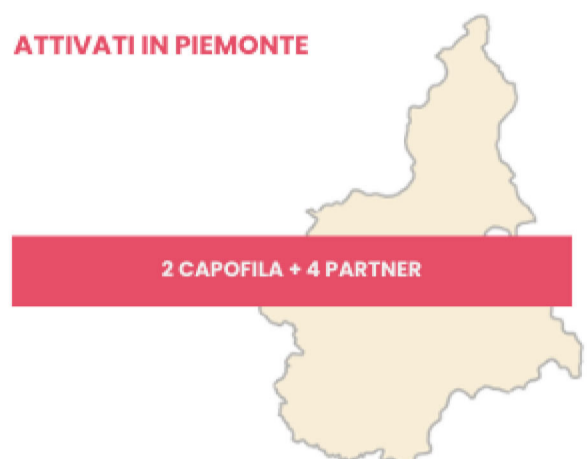 ATTIVATI IN PIEMONTE
2 CAPOFILA + 4 PARTNER